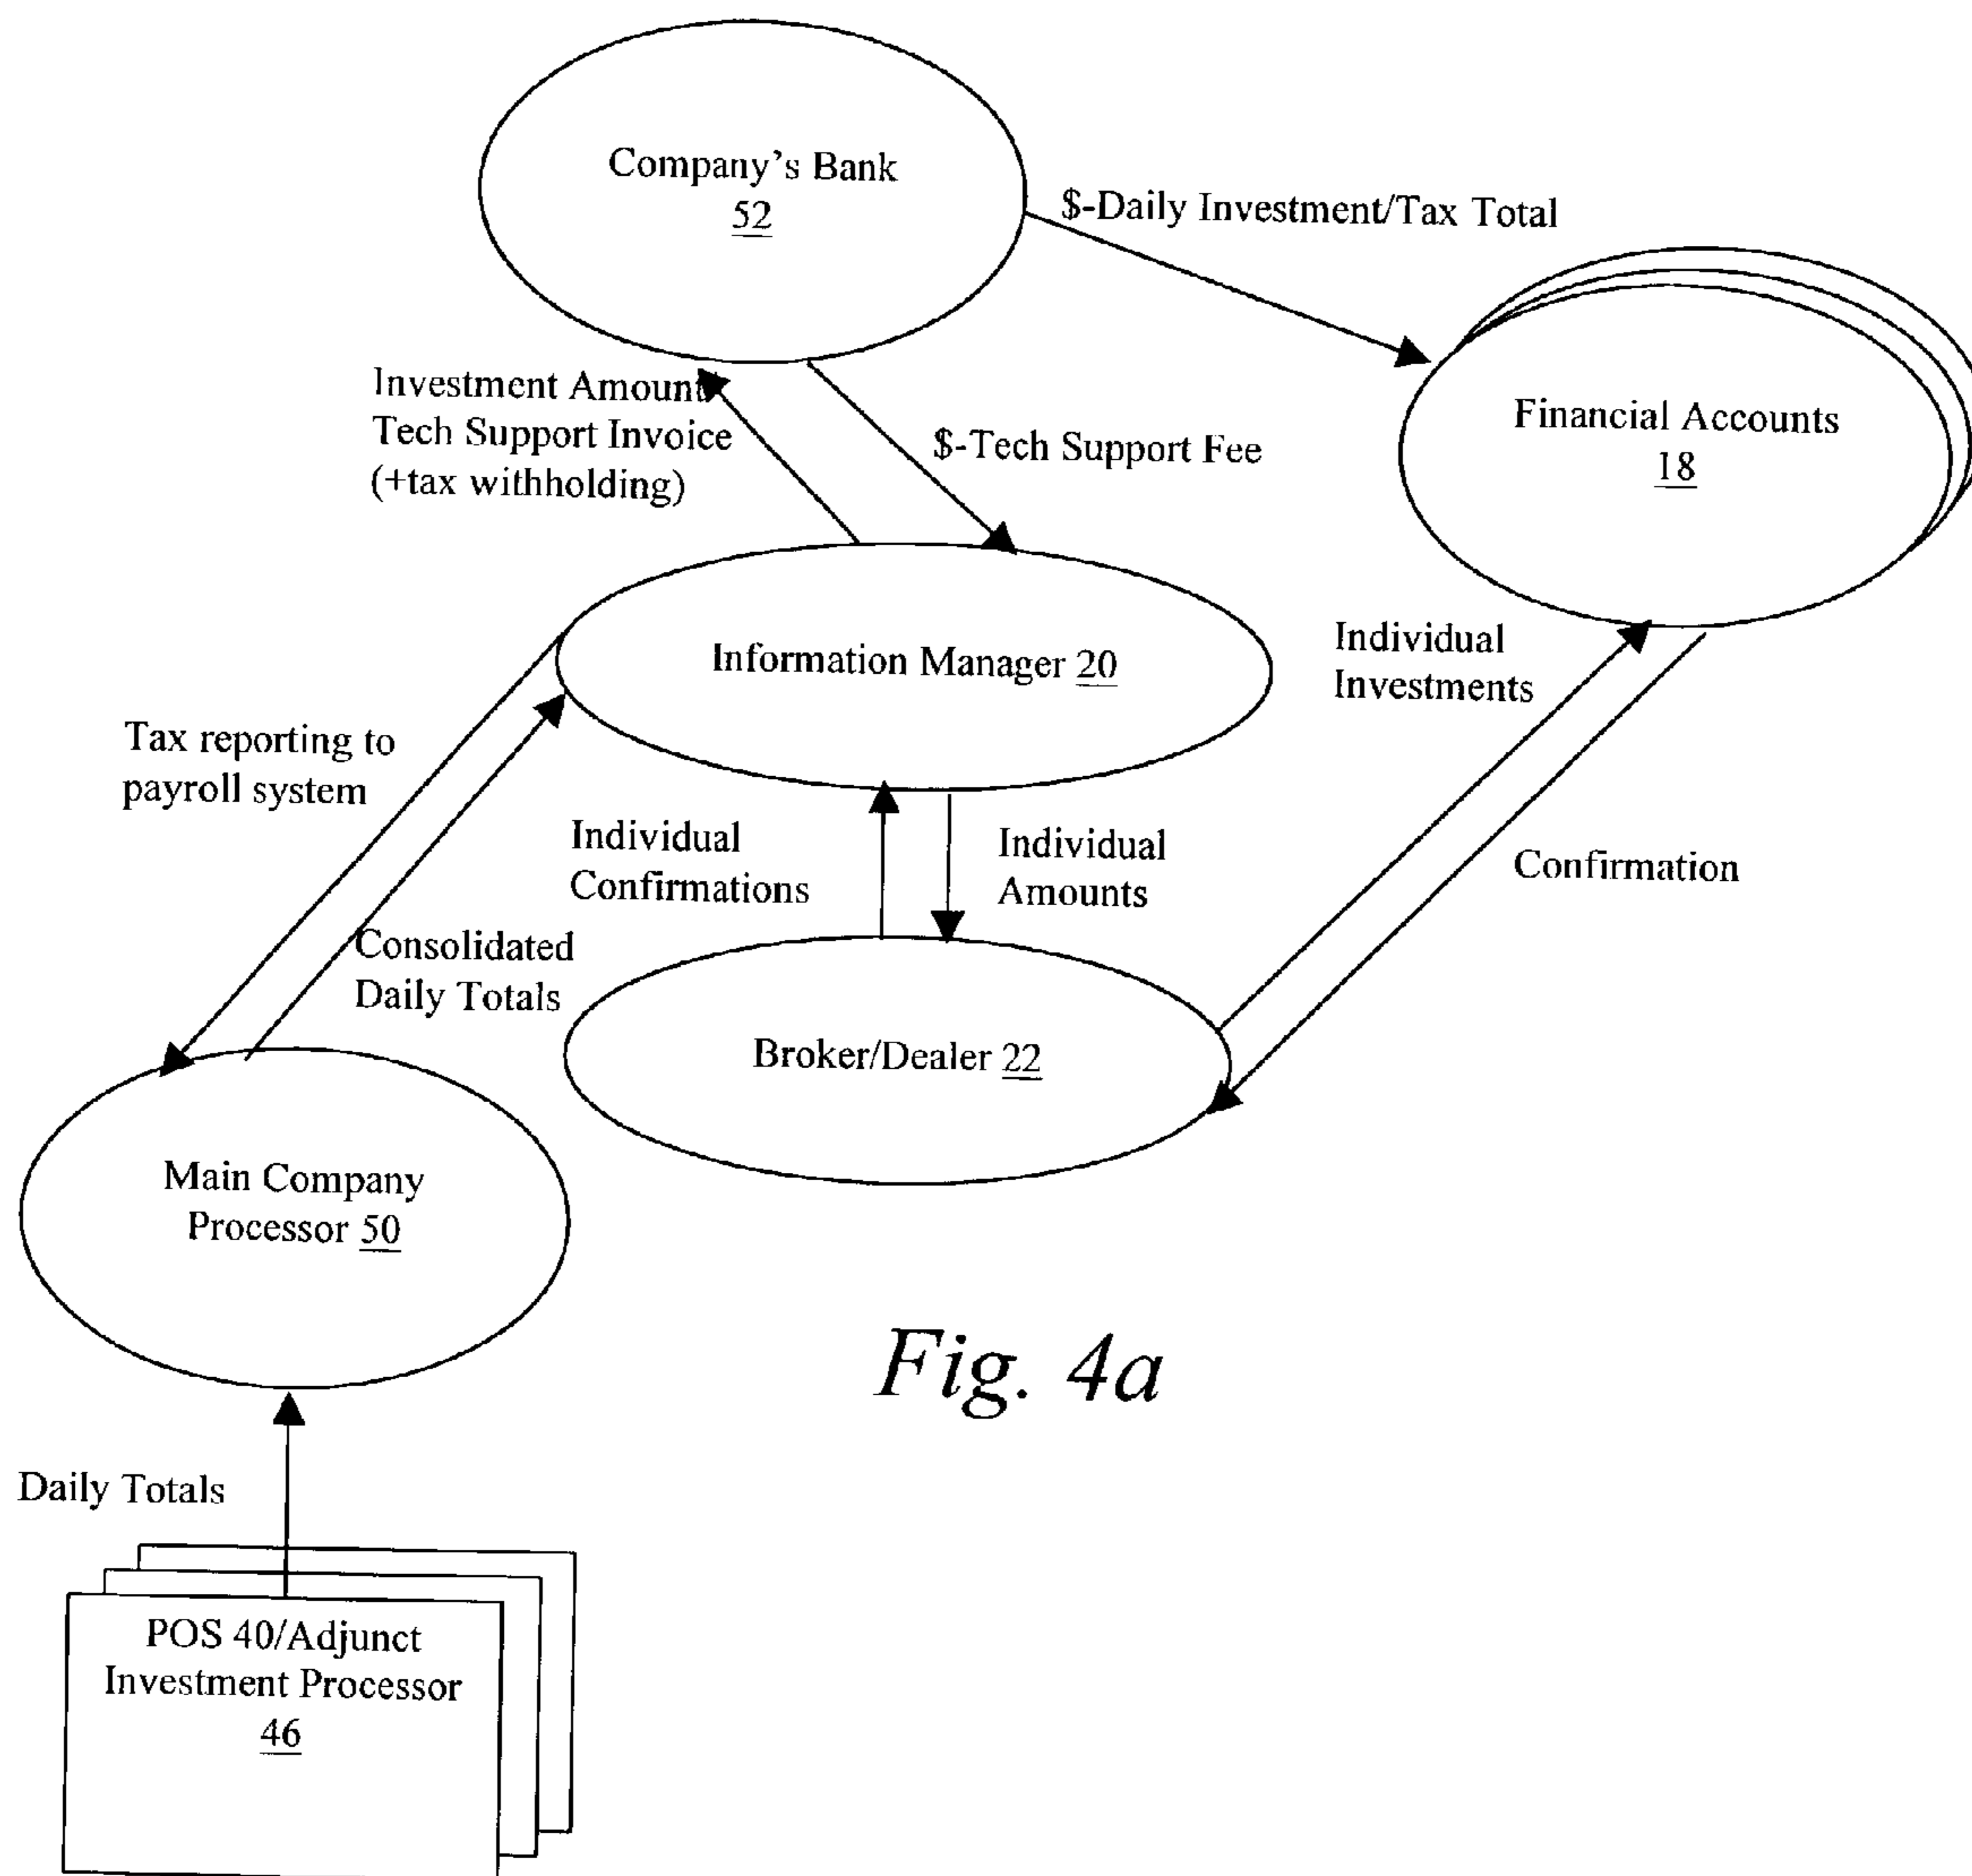 Company's Bank
52
$-Daily Investment/Tax Total
Financial Accounts
18
Investment Amount
Tech Support Invoice
(+tax withholding)
$-Tech Support Fee
Information Manager 20
Individual
Investments
Tax reporting to
payroll system
Individual
Confirmations
Individual
Amounts
Confirmation
Consolidated
Daily Totals
Broker/Dealer 22
Main Company
Processor 50
Fig. 4a
Daily Totals
POS 40/Adjunct
Investment Processor
46